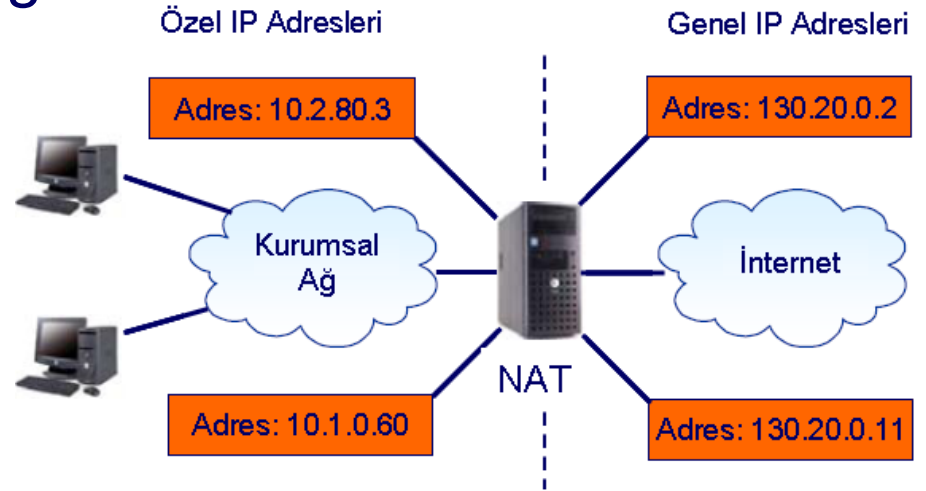 Özel IP Adresleri
Genel IP Adresleri
Adres: 10.2.80.3
Adres: 130.20.0.2
Kurumsal
Ağ
İnternet
NAT
Adres: 10.1.0.60
Adres: 130.20.0.11